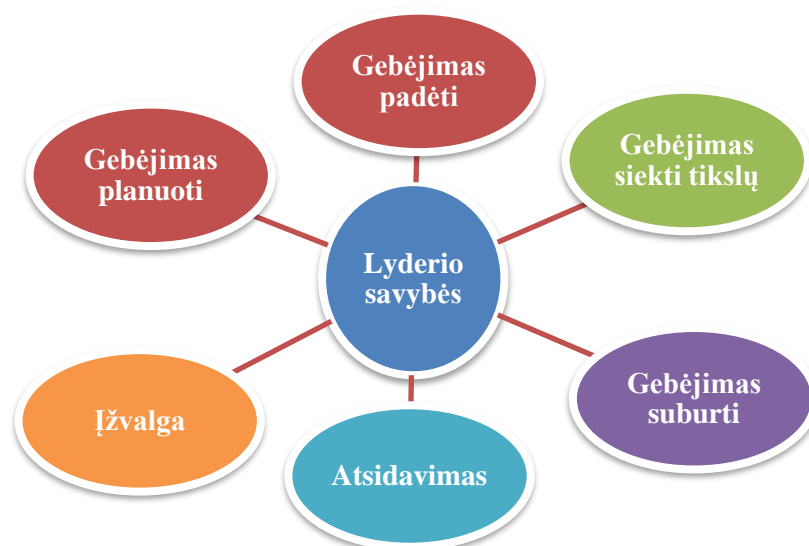 Gebėjimas
padėti
Gebėjimas
siekti tikslų
Gebėjimas
planuoti
Lyderio
savybės
Gebėjimas
suburti
Įžvalga
Atsidavimas